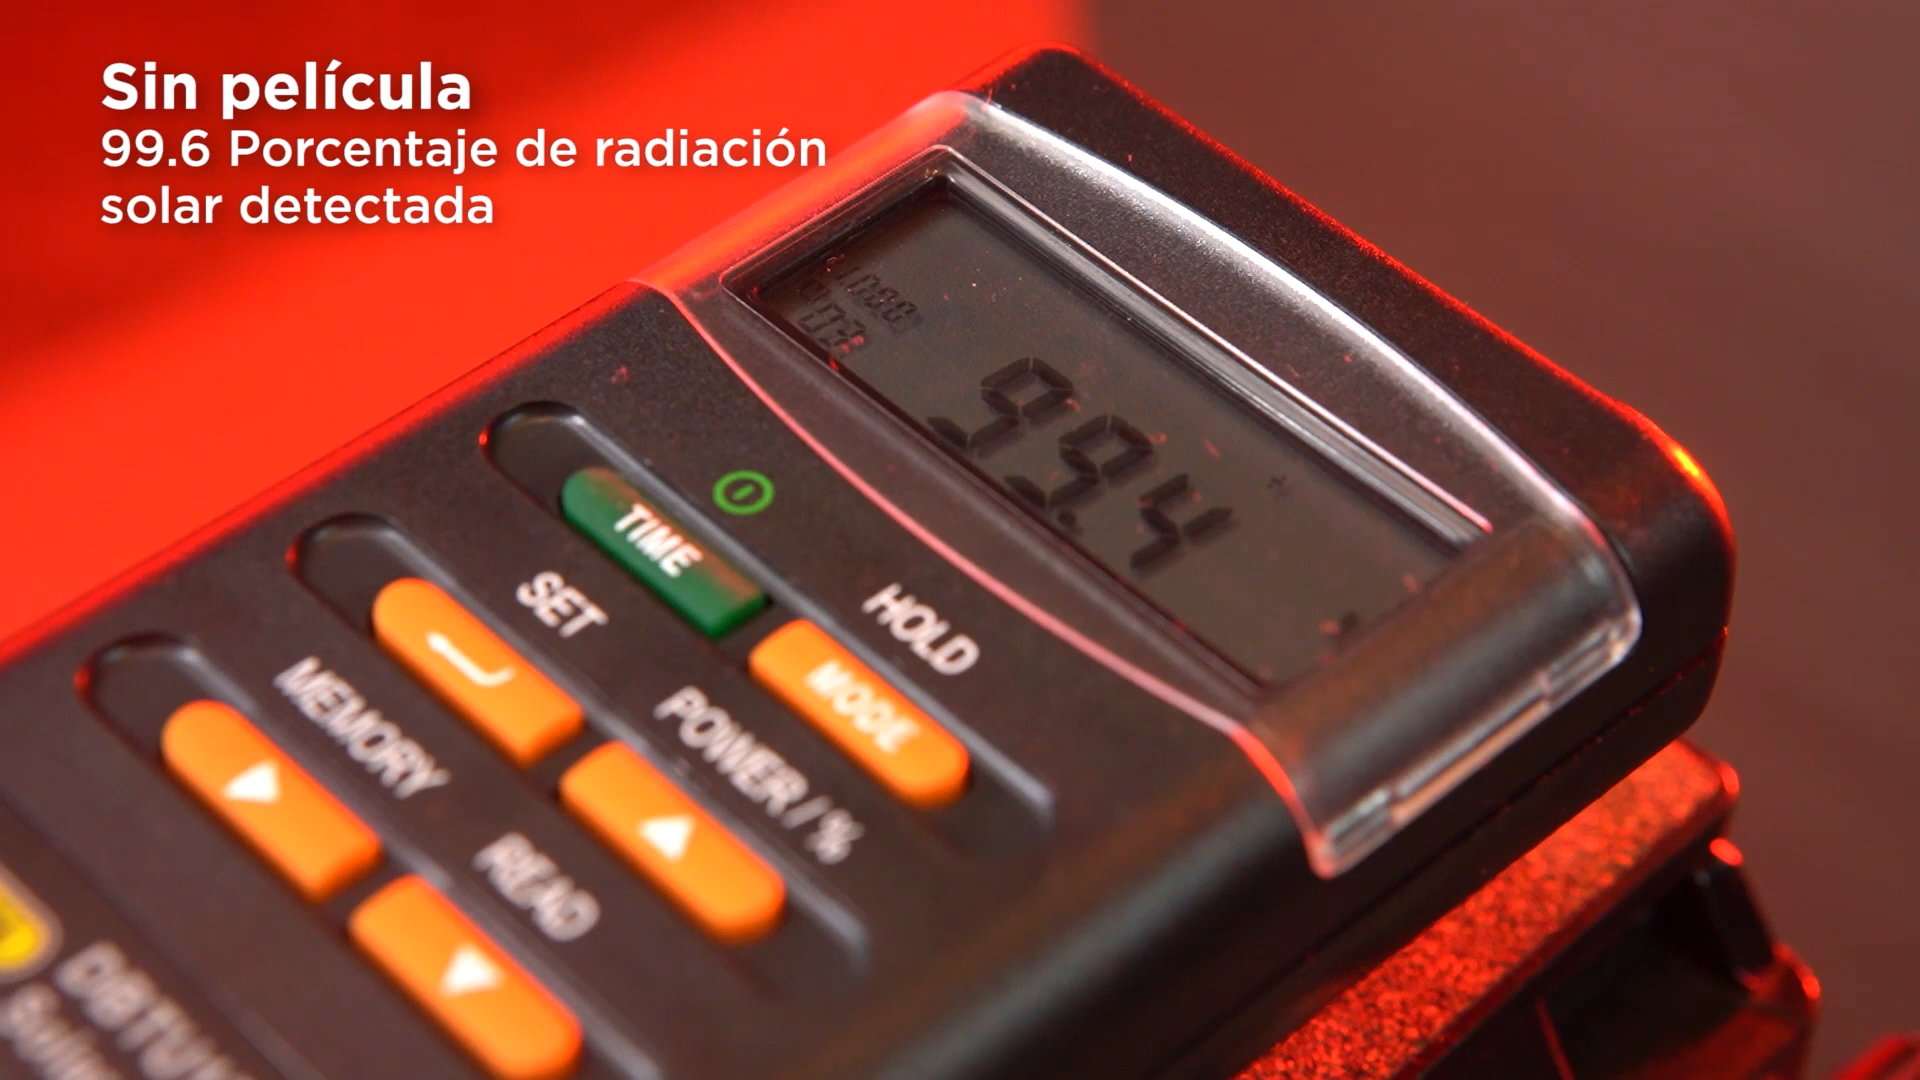 Sin película
99.6 Porcentaje de radiación
solar detectada
99.4
TIME
HOLD
SET
MODE
MEMORY
POWER / %
READ